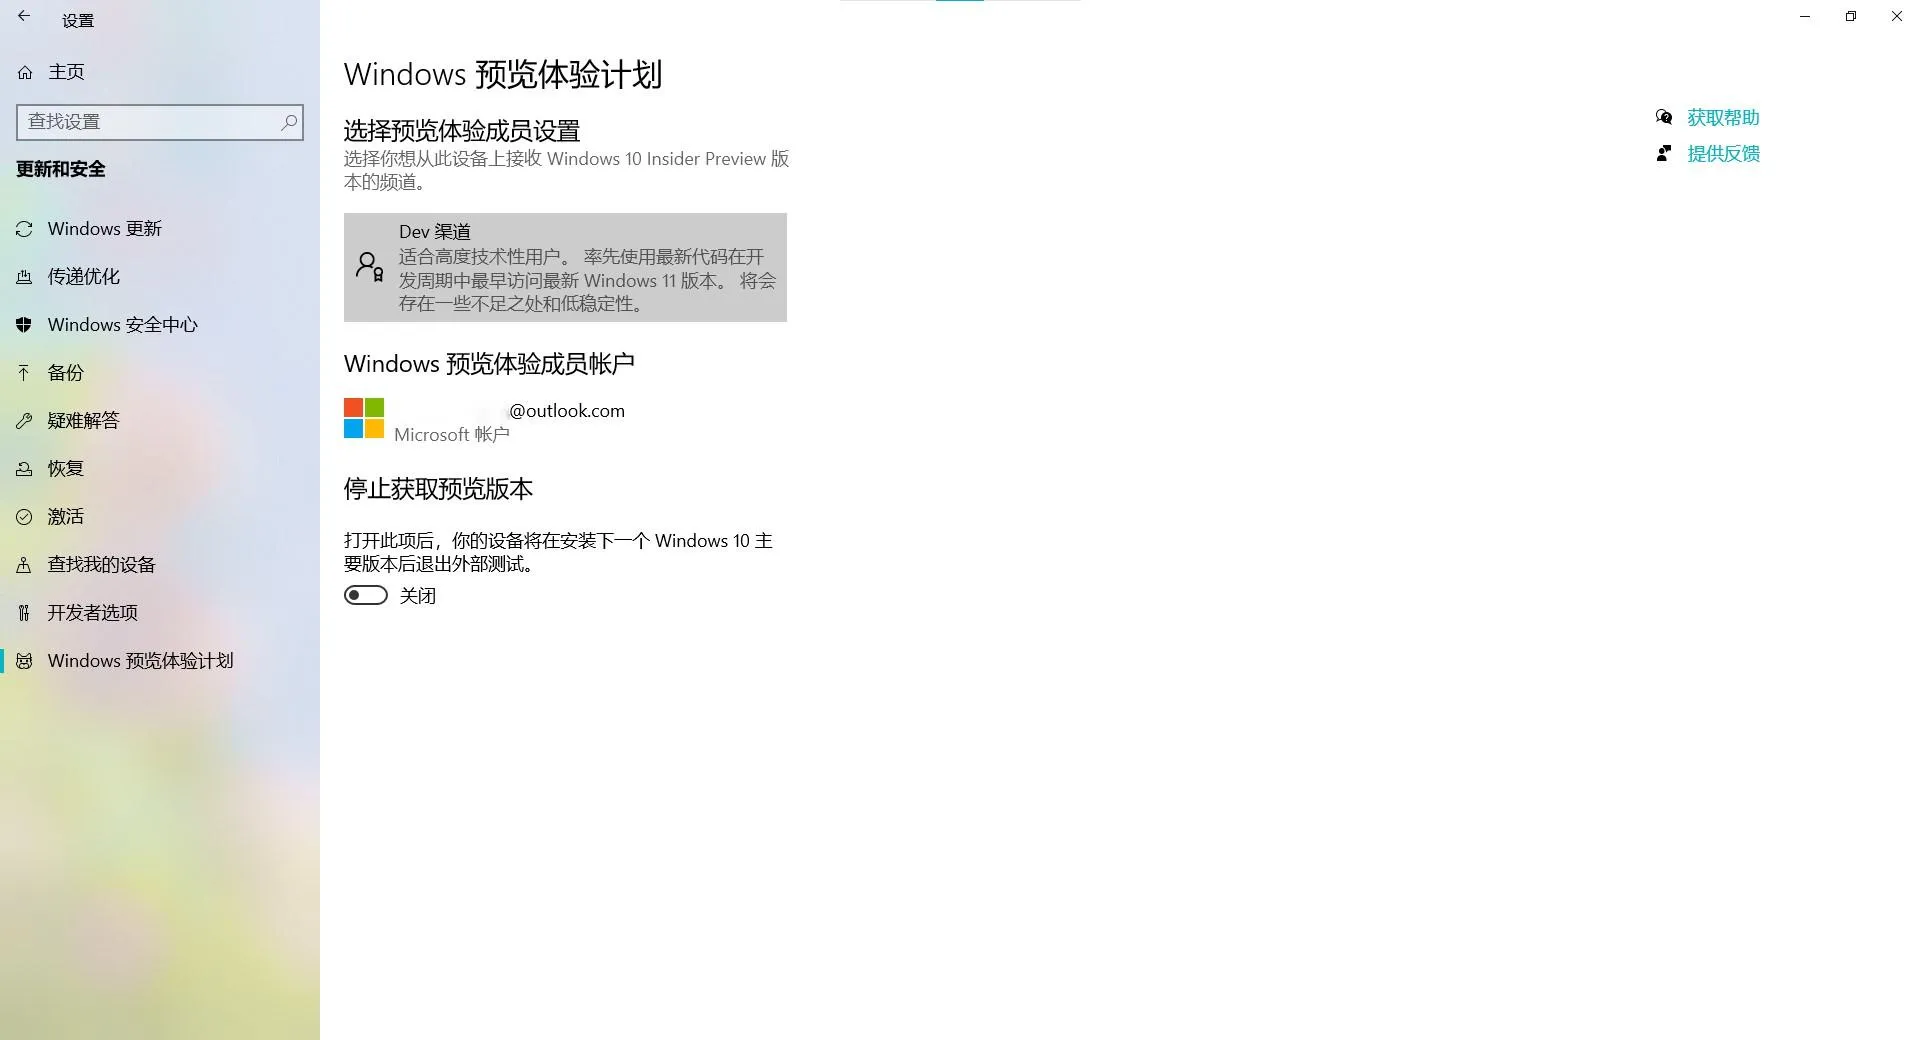 设置
主页
查找设置
更新和安全
Windows 更新
传递优化
Windows 安全中心
备份
疑难解答
恢复
激活
查找我的设备
开发者选项
Windows 预览体验计划
Windows 预览体验计划
选择预览体验成员设置
选择你想从此设备上接收 Windows 10 Insider Preview 版
本的频道。
Dev 渠道
适合高度技术性用户。 率先使用最新代码在开
发周期中最早访问最新 Windows 11 版本。 将会
存在一些不足之处和低稳定性。
Windows 预览体验成员帐户
@outlook.com
Microsoft 帐户
停止获取预览版本
打开此项后，你的设备将在安装下一个 Windows 10 主
要版本后退出外部测试。
关闭
获取帮助
提供反馈